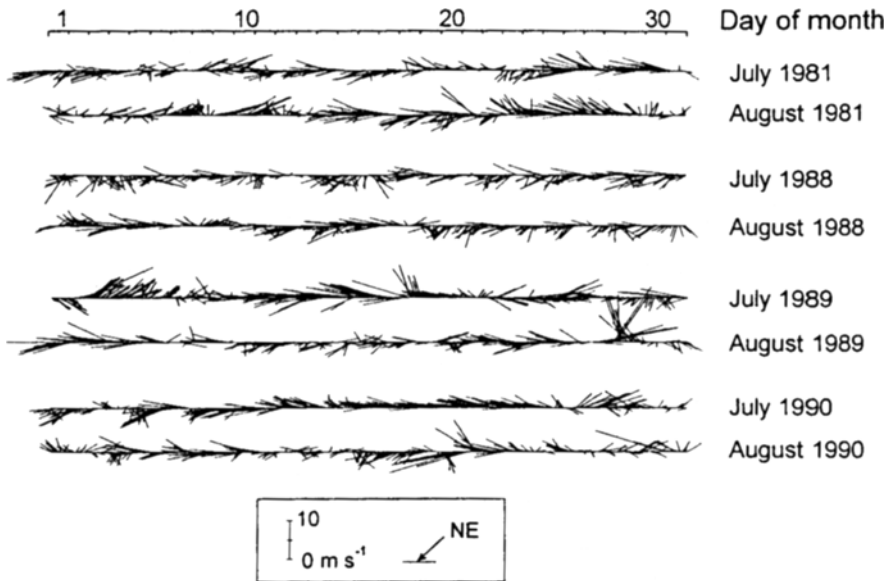 1 10 20 30 Day of month
July 1981
August 1981
July 1988
August 1988
July 1989
August 1989
July 1990
August 1990
10
NE
0 m s⁻¹